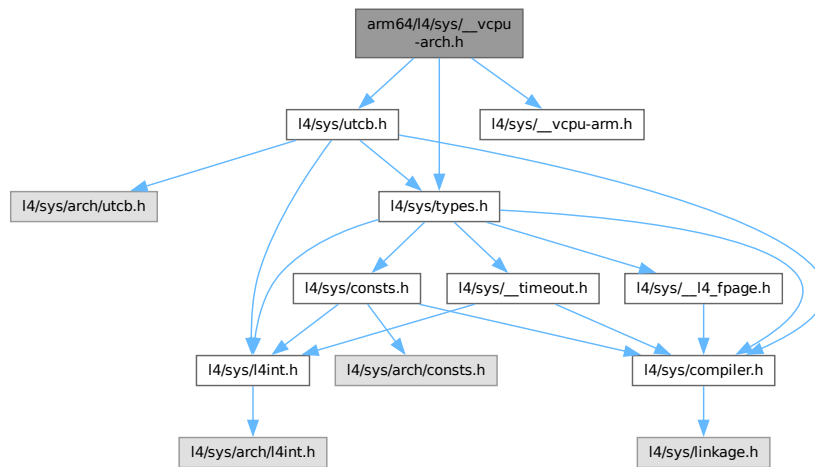 arm64/l4/sys/__vcpu
-arch.h
l4/sys/utcb.h
l4/sys/__vcpu-arm.h
l4/sys/arch/utcb.h
l4/sys/types.h
l4/sys/consts.h
l4/sys/__timeout.h
l4/sys/__l4_fpage.h
l4/sys/l4int.h
l4/sys/arch/consts.h
l4/sys/compiler.h
l4/sys/arch/l4int.h
l4/sys/linkage.h